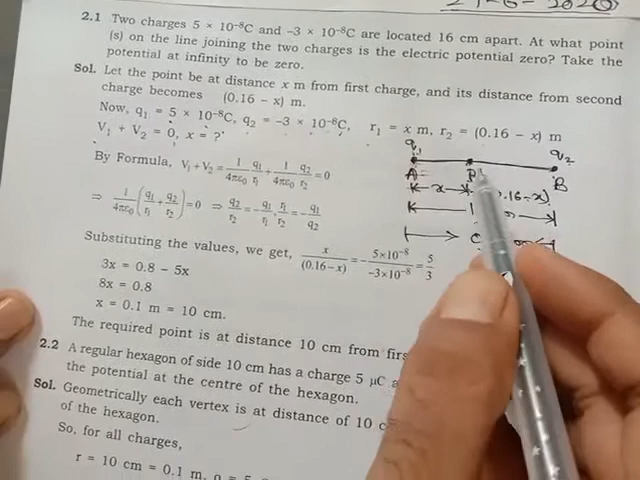 27-6-2020
2.1 Two charges 5 × 10⁻⁸C and –3 × 10⁻⁸C are located 16 cm apart. At what point
(s) on the line joining the two charges is the electric potential zero? Take the
potential at infinity to be zero.
Sol. Let the point be at distance x m from first charge, and its distance from second
charge becomes (0.16 – x) m.
Now, q₁ = 5 × 10⁻⁸C, q₂ = –3 × 10⁻⁸C, r₁ = x m, r₂ = (0.16 – x) m
V₁ + V₂ = 0, x = ?
q₁
q₂
A P B
x 0.16-x)
By Formula, V₁ + V₂ = 1/4πε₀ q₁/r₁ + 1/4πε₀ q₂/r₂ = 0
⇒ 1/4πε₀ (q₁/r₁ + q₂/r₂) = 0 ⇒ q₂/r₂ = – q₁/r₁, r₁/r₂ = – q₁/q₂
Substituting the values, we get, x/(0.16 – x) = – 5×10⁻⁸/–3×10⁻⁸ = 5/3
3x = 0.8 – 5x
8x = 0.8
x = 0.1 m = 10 cm.
The required point is at distance 10 cm from firs
2.2 A regular hexagon of side 10 cm has a charge 5 μC a
the potential at the centre of the hexagon.
Sol. Geometrically each vertex is at distance of 10 c
of the hexagon.
So, for all charges,
r = 10 cm = 0.1 m, q = 5